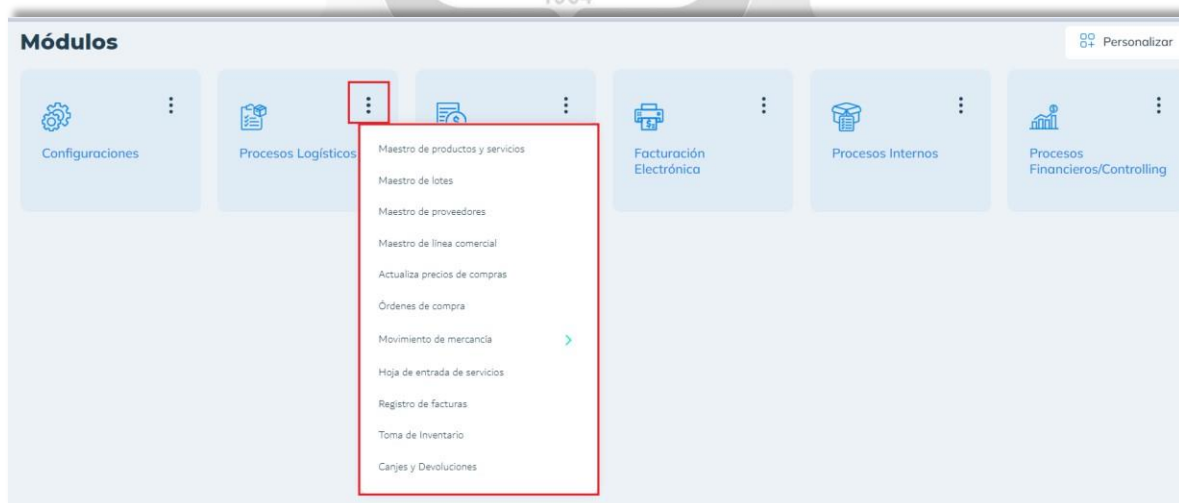 Módulos
Personalizar
Configuraciones
Procesos Logísticos
Facturación
Electrónica
Procesos Internos
Procesos
Financieros/Controlling
Maestro de productos y servicios
Maestro de lotes
Maestro de proveedores
Maestro de línea comercial
Actualiza precios de compras
Órdenes de compra
Movimiento de mercancía
Hoja de entrada de servicios
Registro de facturas
Toma de Inventario
Canjes y Devoluciones